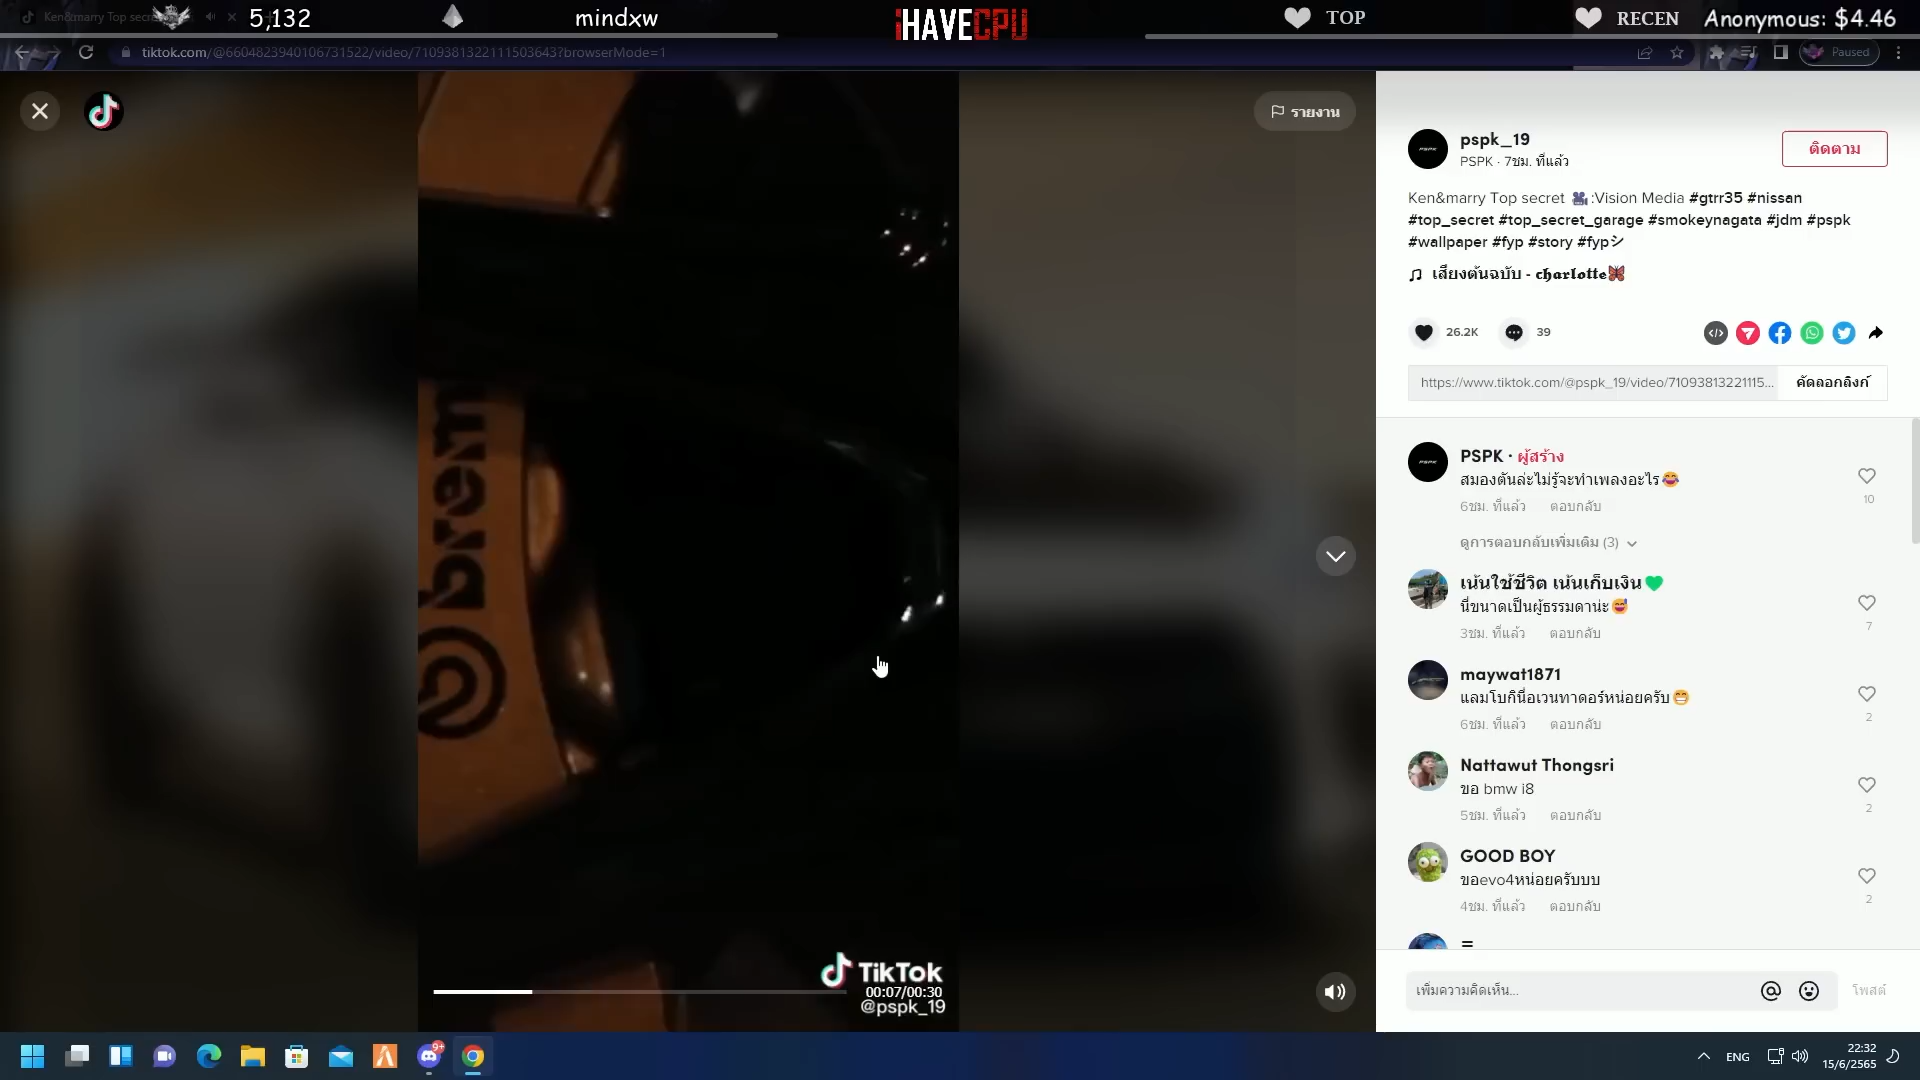 Ken&marry Top secr
5,132
mindxw
iHAVECPU
TOP
RECEN
Anonymous: $4.46
tiktok.com/@6604823940106731522/video/7109381322111503643?browserMode=1
Paused
รายงาน
pspk_19
PSPK · 7ชม. ที่แล้ว
ติดตาม
Ken&marry Top secret 🎥:Vision Media #gtrr35 #nissan
#top_secret #top_secret_garage #smokeynagata #jdm #pspk
#wallpaper #fyp #story #fypシ
เสียงต้นฉบับ - 𝖈𝖍𝖆𝖗𝖑𝖔𝖙𝖙𝖊🦋
26.2K
39
https://www.tiktok.com/@pspk_19/video/71093813221115...
คัดลอกลิงก์
PSPK · ผู้สร้าง
สมองตันล่ะไม่รู้จะทำเพลงอะไร😂
10
6ชม. ที่แล้ว ตอบกลับ
ดูการตอบกลับเพิ่มเติม (3)
เน้นใช้ชีวิต เน้นเก็บเงิน💚
นี่ขนาดเป็นผู้ธรรมดาน่ะ😅
7
3ชม. ที่แล้ว ตอบกลับ
maywat1871
แลมโบกินี่อเวนทาดอร์หน่อยครับ😁
2
6ชม. ที่แล้ว ตอบกลับ
Nattawut Thongsri
ขอ bmw i8
2
5ชม. ที่แล้ว ตอบกลับ
GOOD BOY
ขอevo4หน่อยครับบบ
2
4ชม. ที่แล้ว ตอบกลับ
=
brem
TikTok
00:07/00:30
@pspk_19
เพิ่มความคิดเห็น...
โพสต์
9+
ENG
22:32
15/6/2565